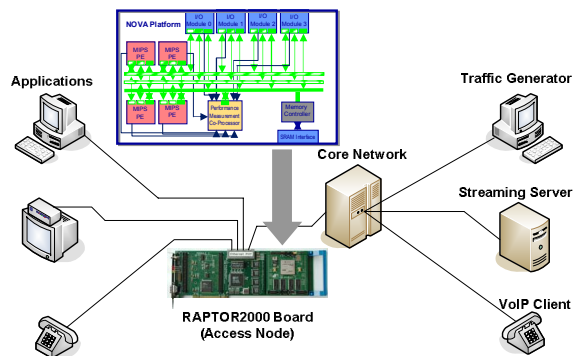 NOVA Platform
I/O
Module 0
I/O
Module 1
I/O
Module 2
I/O
Module 3
MIPS
PE
MIPS
PE
MIPS
PE
MIPS
PE
Performance
Measurement
Co-Processor
Memory
Controller
SRAM Interface
Applications
Traffic Generator
Core Network
Streaming Server
RAPTOR2000 Board
(Access Node)
VoIP Client